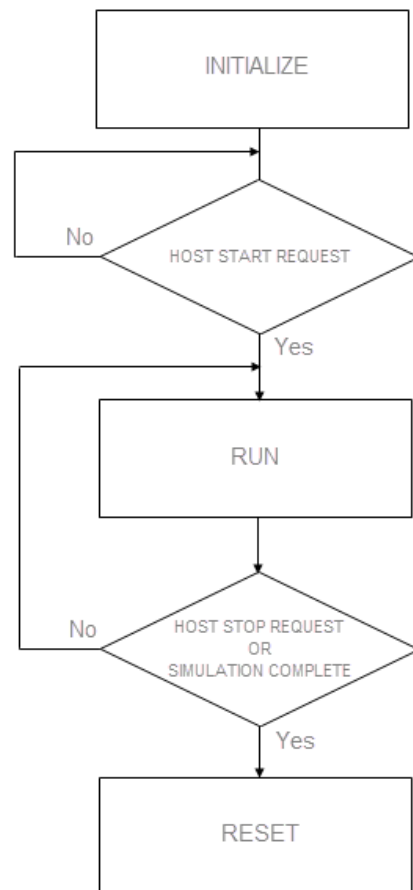 INITIALIZE
No
HOST START REQUEST
Yes
RUN
No
HOST STOP REQUEST
OR
SIMULATION COMPLETE
Yes
RESET